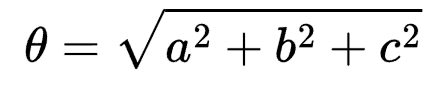 θ = √(a² + b² + c²)